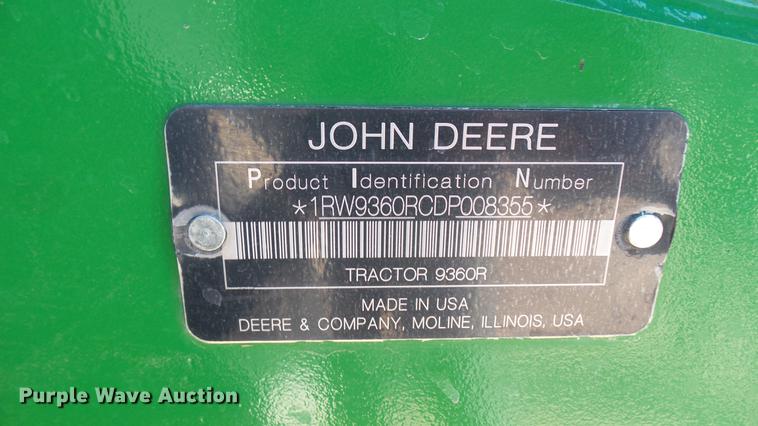 JOHN DEERE
Product Identification Number
*1RW9360RCDP008355*
TRACTOR 9360R
MADE IN USA
DEERE & COMPANY, MOLINE, ILLINOIS, USA
Purple Wave Auction